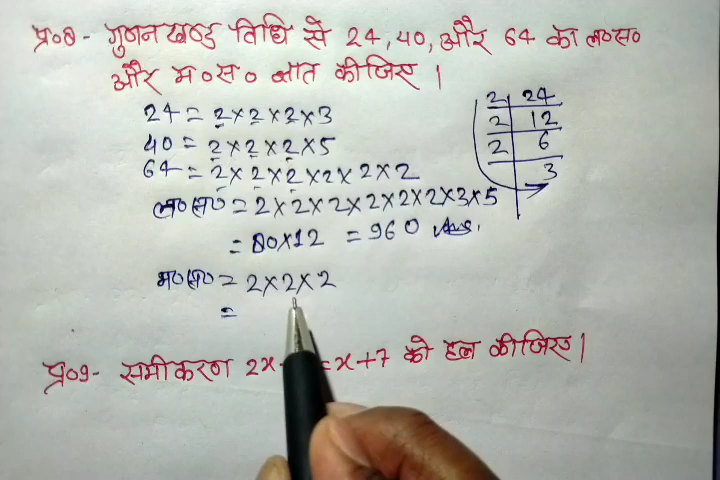 प्र०8- गुणनखण्ड विधि से 24, 40, और 64 का ल०स०
और म०स० ज्ञात कीजिए।
24 = 2×2×2×3
40 = 2×2×2×5
64 = 2×2×2×2×2×2
ल०स० = 2×2×2×2×2×2×3×5
= 80×12 = 960 Ans.
म०स० = 2×2×2
=
2 24
2 12
2 6
3
प्र०9- समीकरण 2x- =x+7 को हल कीजिए।